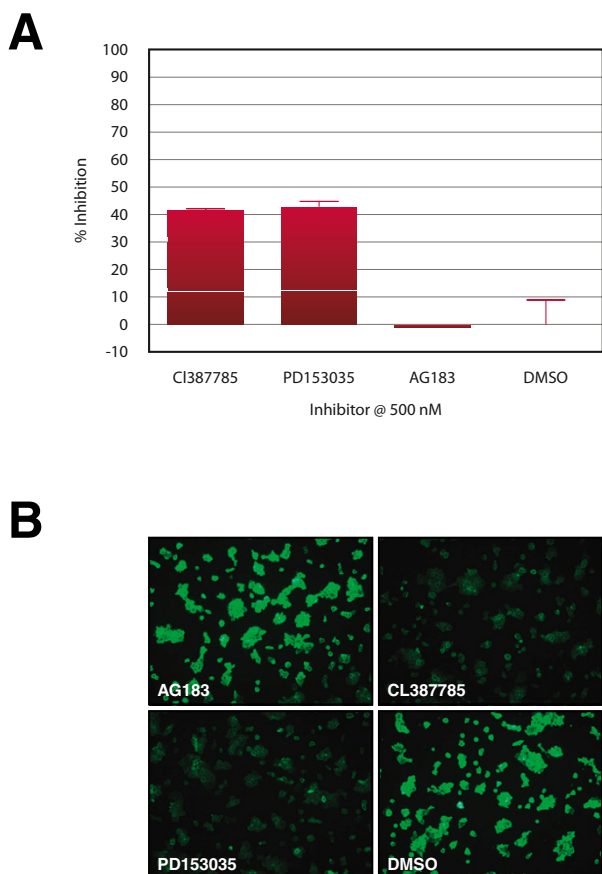 A
100
90
80
70
60
50
40
30
20
10
0
-10
% Inhibition
CI387785 PD153035 AG183 DMSO
Inhibitor @ 500 nM
B
AG183 CL387785
PD153035 DMSO